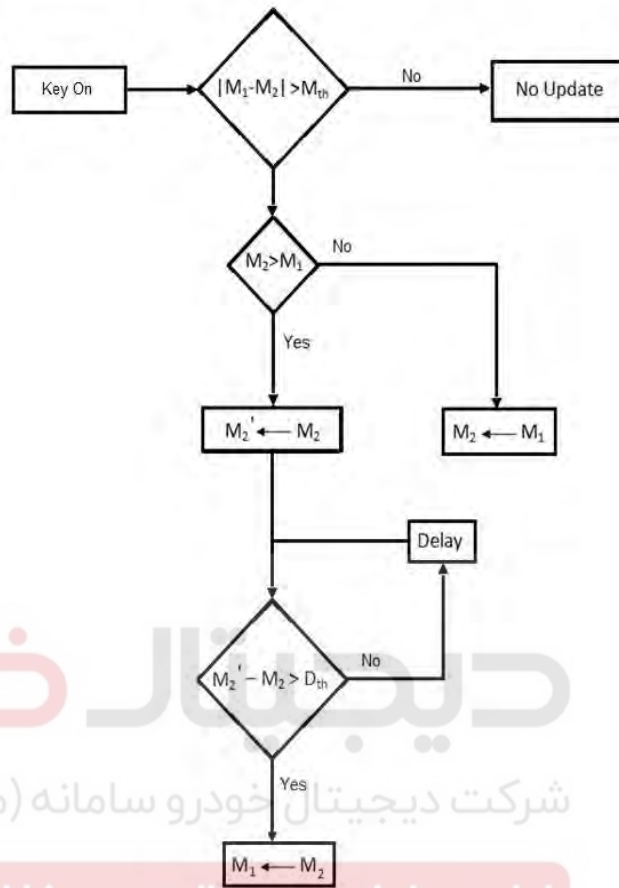 Key On
|M₁-M₂| >Mₜₕ
No
No Update
M₂>M₁
No
Yes
M₂' ← M₂
M₂ ← M₁
Delay
M₂' – M₂ > Dₜₕ
No
دیجیتال
شرکت دیجیتال خودرو سامانه
Yes
M₁ ← M₂